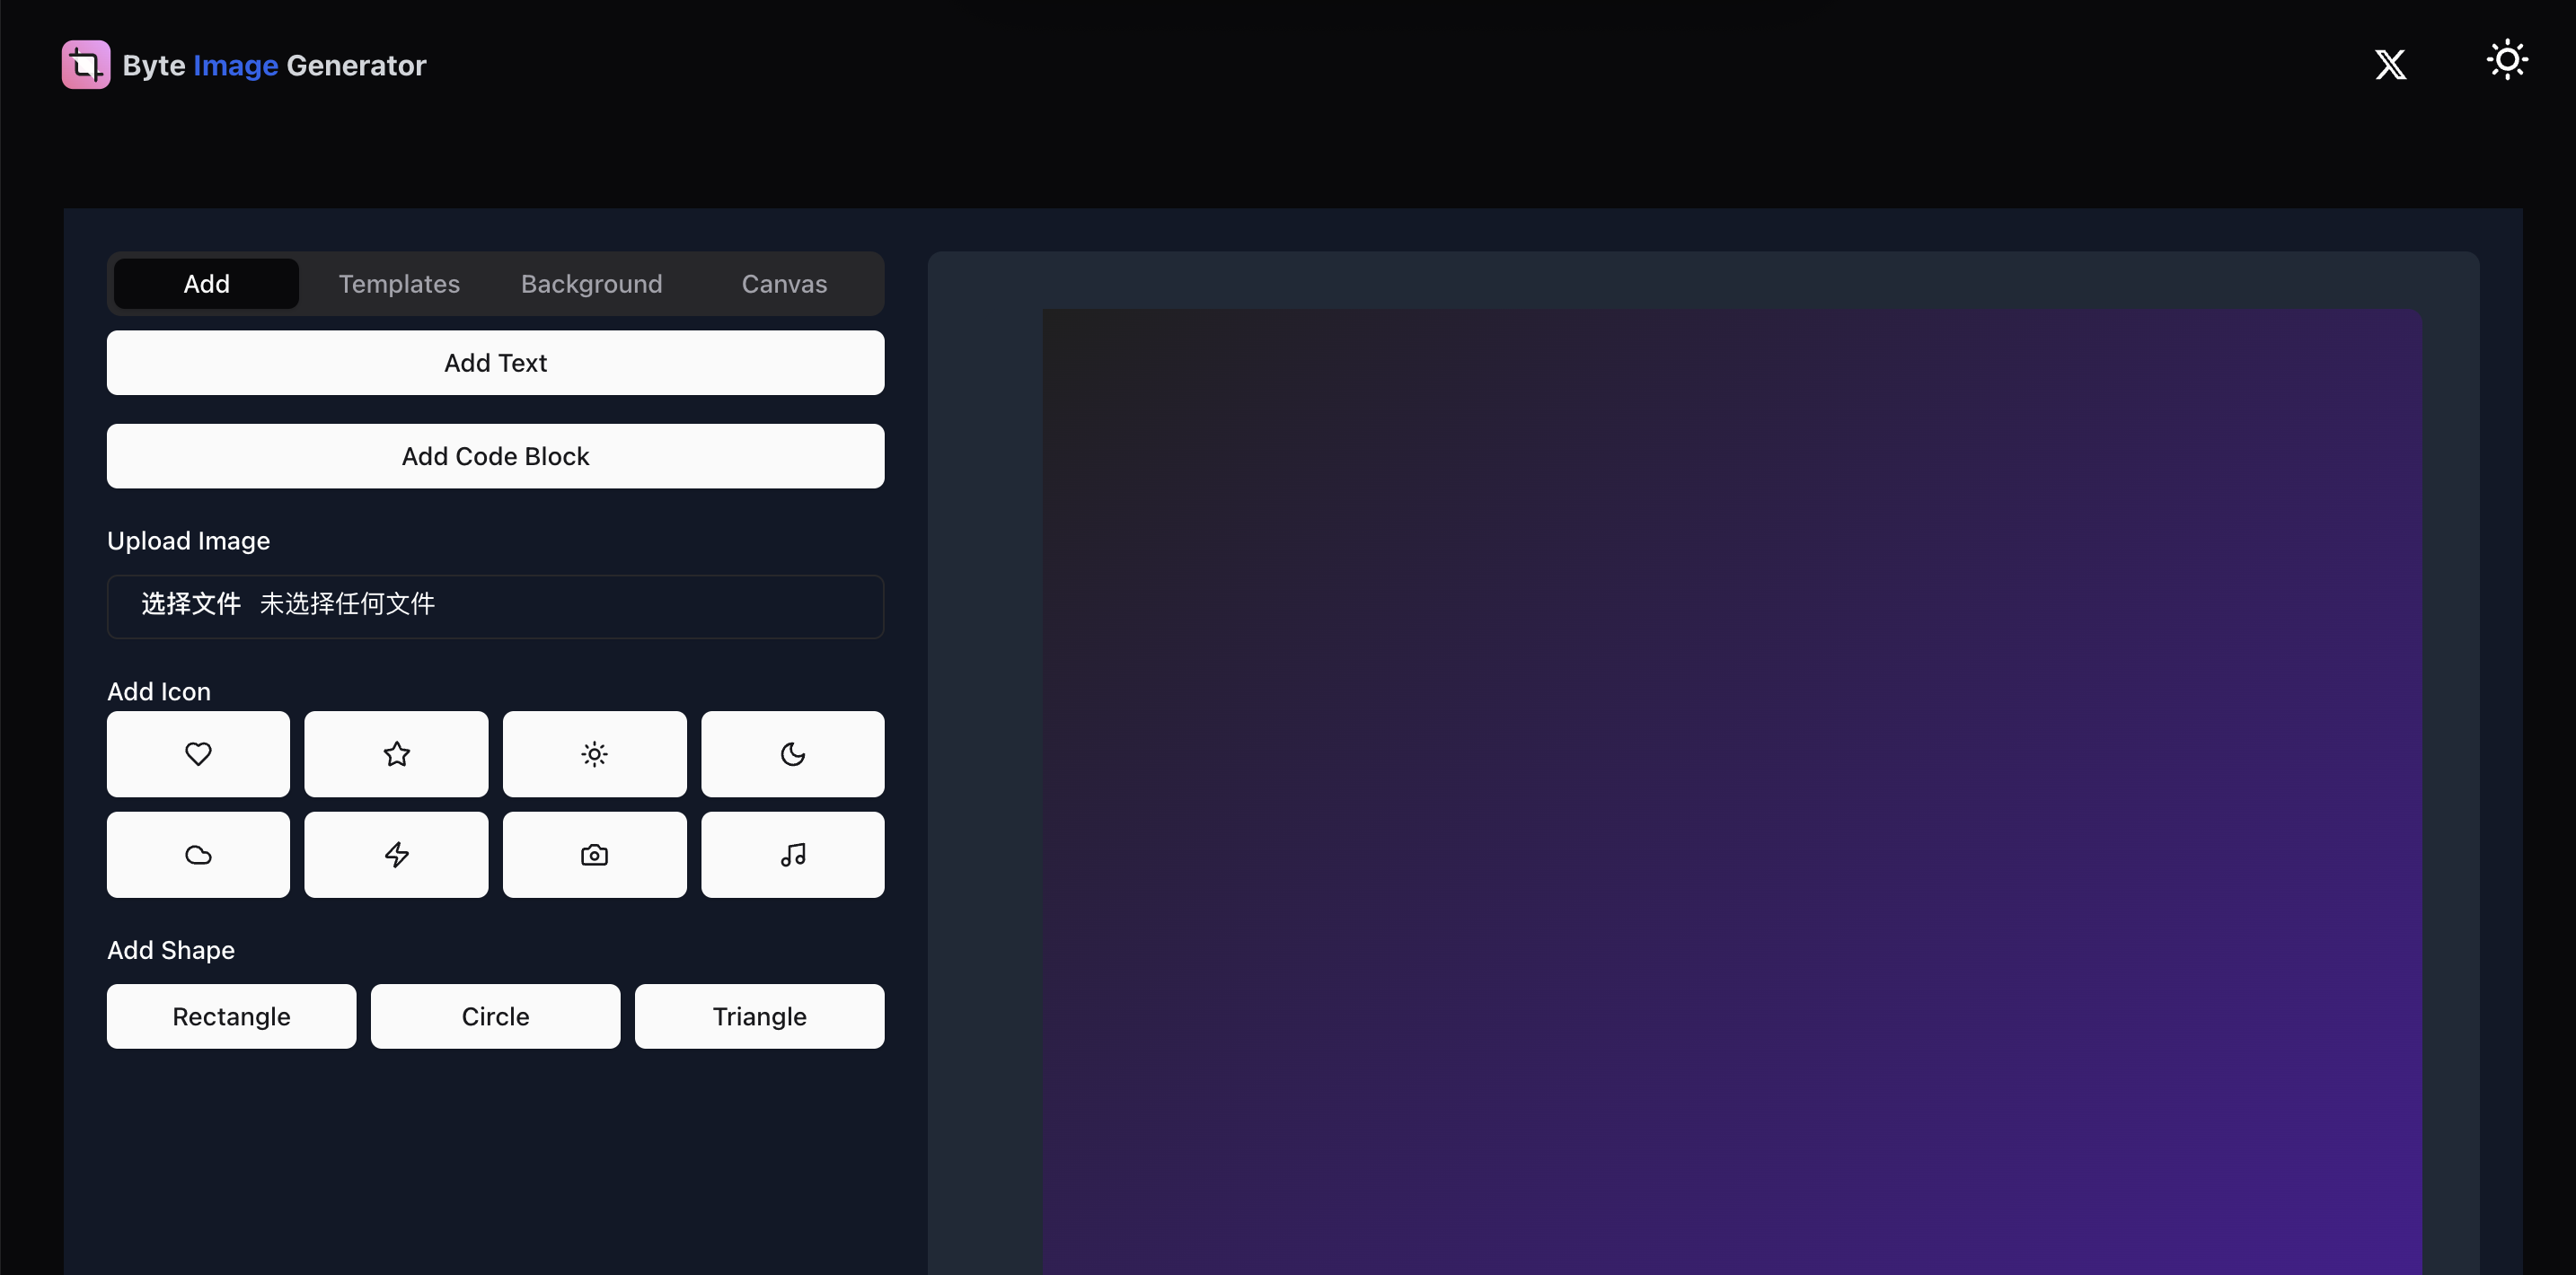 Byte Image Generator
Add Templates Background Canvas
Add Text
Add Code Block
Upload Image
选择文件 未选择任何文件
Add Icon
Add Shape
Rectangle Circle Triangle